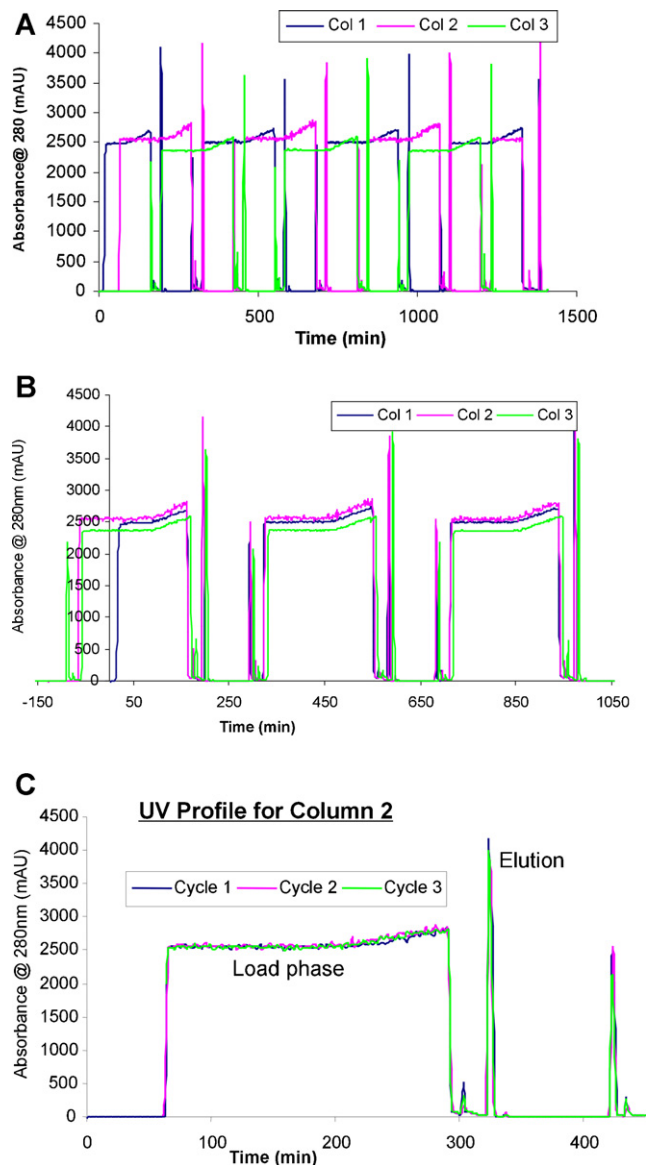 A
Col 1 Col 2 Col 3
4500
4000
3500
3000
2500
2000
1500
1000
500
0
Absorbance@ 280 (mAU)
0 500 1000 1500
Time (min)
B
Col 1 Col 2 Col 3
4500
4000
3500
3000
2500
2000
1500
1000
500
0
Absorbance @ 280nm (mAU)
-150 50 250 450 650 850 1050
Time (min)
C
UV Profile for Column 2
4500
4000
3500
3000
2500
2000
1500
1000
500
0
Absorbance @ 280nm (mAU)
Elution
Cycle 1 Cycle 2 Cycle 3
Load phase
0 100 200 300 400
Time (min)